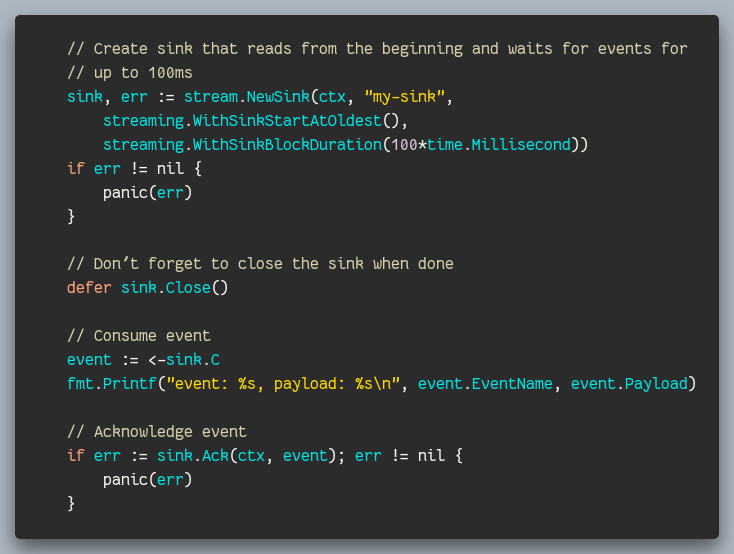 // Create sink that reads from the beginning and waits for events for
// up to 100ms
sink, err := stream.NewSink(ctx, "my-sink",
    streaming.WithSinkStartAtOldest(),
    streaming.WithSinkBlockDuration(100*time.Millisecond))
if err != nil {
    panic(err)
}

// Don't forget to close the sink when done
defer sink.Close()

// Consume event
event := <-sink.C
fmt.Printf("event: %s, payload: %s\n", event.EventName, event.Payload)

// Acknowledge event
if err := sink.Ack(ctx, event); err != nil {
    panic(err)
}